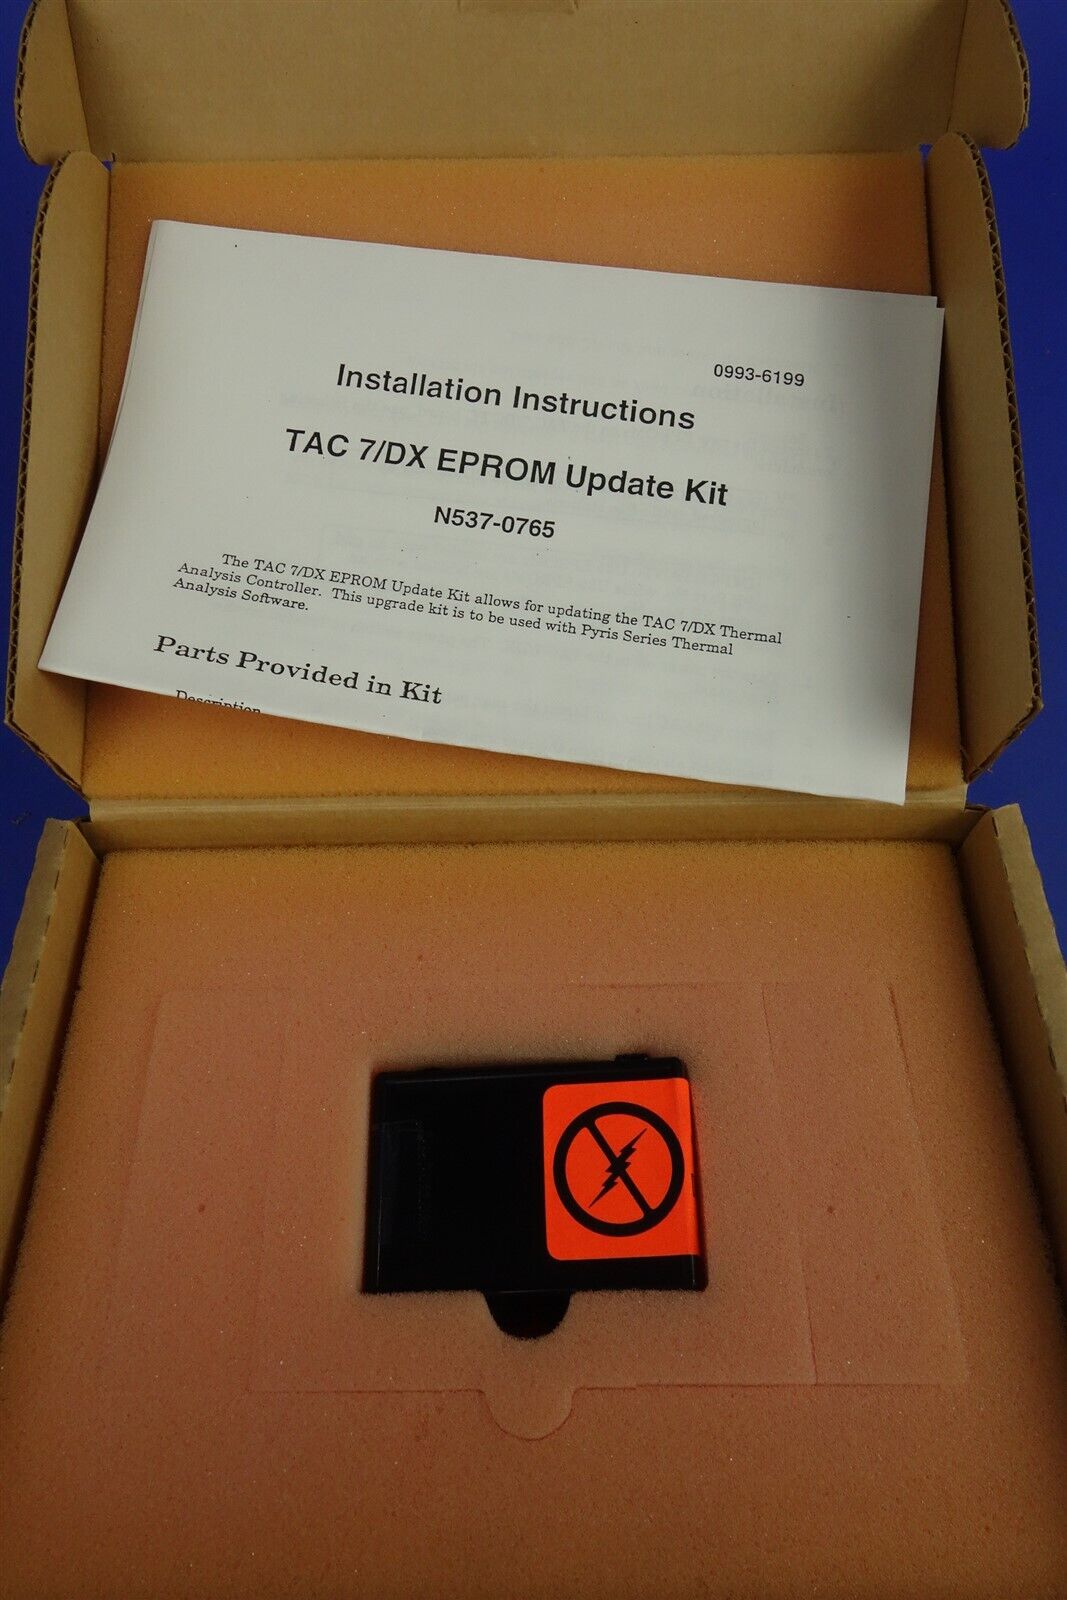 0993-6199
Installation Instructions
TAC 7/DX EPROM Update Kit
N537-0765
The TAC 7/DX EPROM Update Kit allows for updating the TAC 7/DX Thermal
Analysis Controller. This upgrade kit is to be used with Pyris Series Thermal
Analysis Software.
Parts Provided in Kit
Description